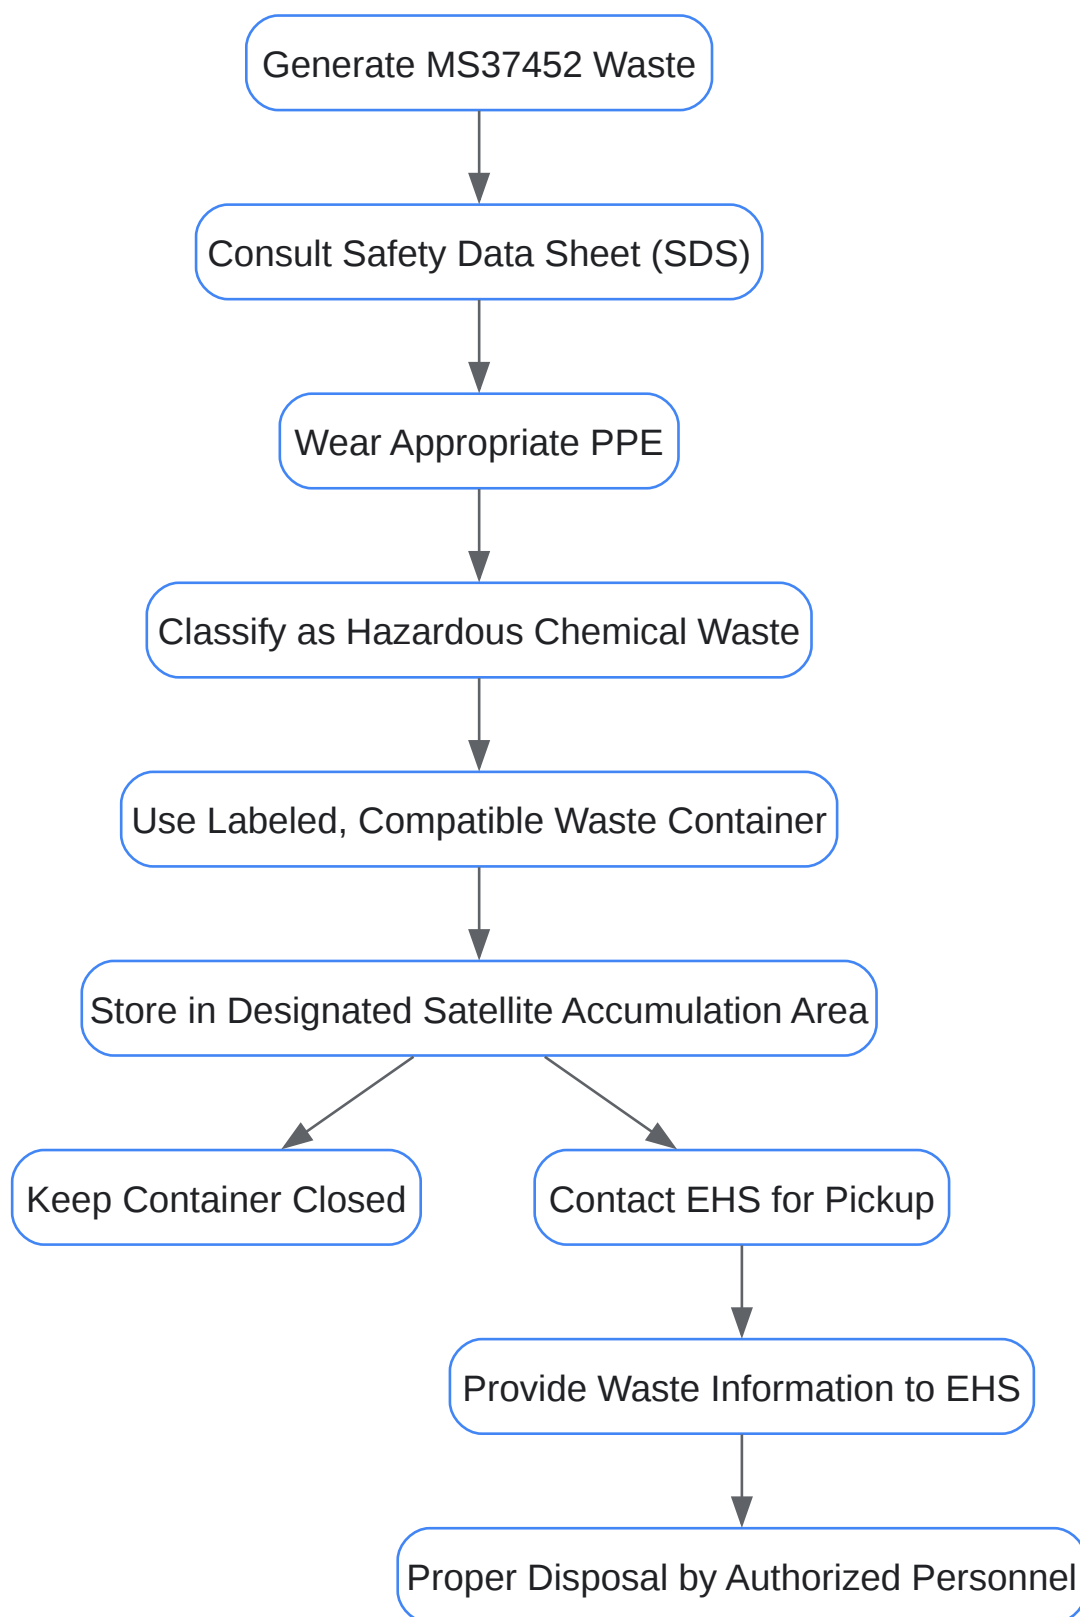 Generate MS37452 Waste
Consult Safety Data Sheet (SDS)
Wear Appropriate PPE
Classify as Hazardous Chemical Waste
Use Labeled, Compatible Waste Container
Store in Designated Satellite Accumulation Area
Keep Container Closed
Contact EHS for Pickup
Provide Waste Information to EHS
Proper Disposal by Authorized Personnel